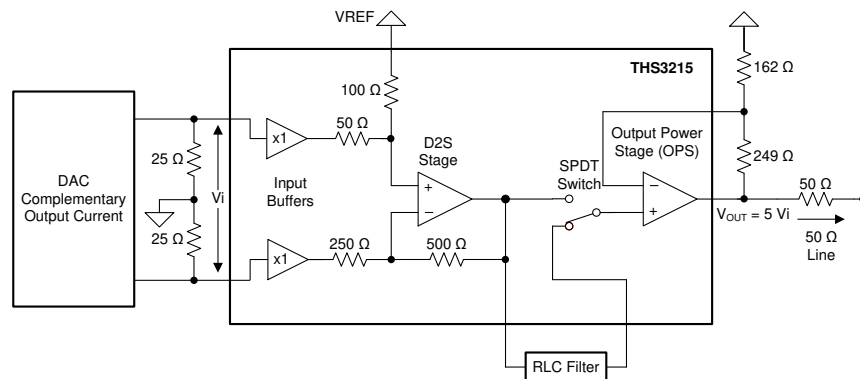 VREF
THS3215
162 Ω
100 Ω
50 Ω
D2S
Stage
Output Power
Stage (OPS)
249 Ω
x1
25 Ω
DAC
Complementary
Output Current
Vi
Input
Buffers
+
−
SPDT
Switch
−
+
50 Ω
VOUT = 5 Vi
50 Ω
Line
25 Ω
x1
250 Ω
500 Ω
RLC Filter